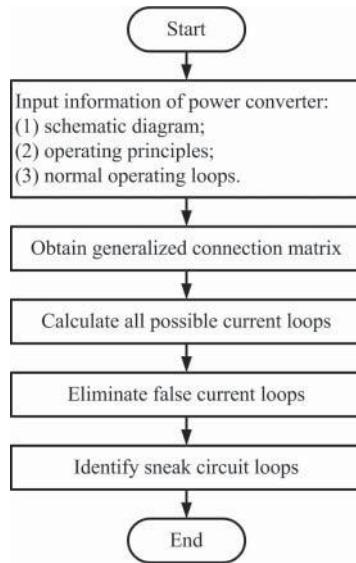 Start
Input information of power converter:
(1) schematic diagram;
(2) operating principles;
(3) normal operating loops.
Obtain generalized connection matrix
Calculate all possible current loops
Eliminate false current loops
Identify sneak circuit loops
End